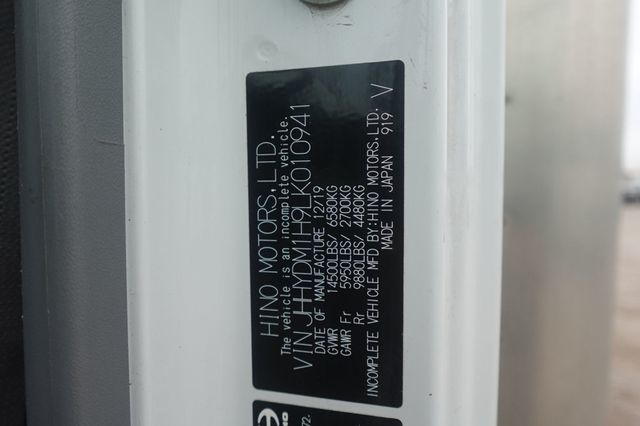 HINO MOTORS,LTD.
The vehicle is an incomplete vehicle.
VIN JHHYDM1H9LK010941
DATE OF MANUFACTURE 12/19
GVWR 14500LBS/ 6580KG
GAWR Fr 5950LBS/ 2700KG
Rr 9880LBS/ 4480KG
INCOMPLETE VEHICLE MFD BY:HINO MOTORS,LTD.
MADE IN JAPAN 919 V